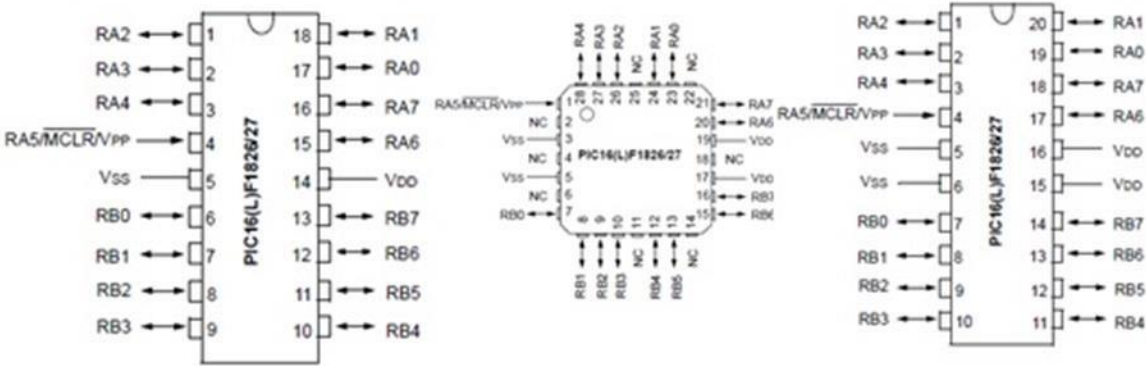 RA2 1 18 RA1
RA3 2 17 RA0
RA4 3 16 RA7
RA5/MCLR/VPP 4 15 RA6
VSS 5 14 VDD
RB0 6 13 RB7
RB1 7 12 RB6
RB2 8 11 RB5
RB3 9 10 RB4
PIC16(L)F1826/27
RA4 RA3 RA2 NC RA1 RA0 NC
28 27 26 25 24 23 22
RA5/MCLR/VPP 1 21 RA7
NC 2 20 RA6
VSS 3 19 VDD
NC 4 18 NC
VSS 5 17 VDD
NC 6 16
RB0 7 15 RB6
PIC16(L)F1826/27
8 9 10 11 12 13 14
RB1 RB2 RB3 NC RB4 RB5 NC
RA2 1 20 RA1
RA3 2 19 RA0
RA4 3 18 RA7
RA5/MCLR/VPP 4 17 RA6
VSS 5 16 VDD
VSS 6 15 VDD
RB0 7 14 RB7
RB1 8 13 RB6
RB2 9 12 RB5
RB3 10 11 RB4
PIC16(L)F1826/27